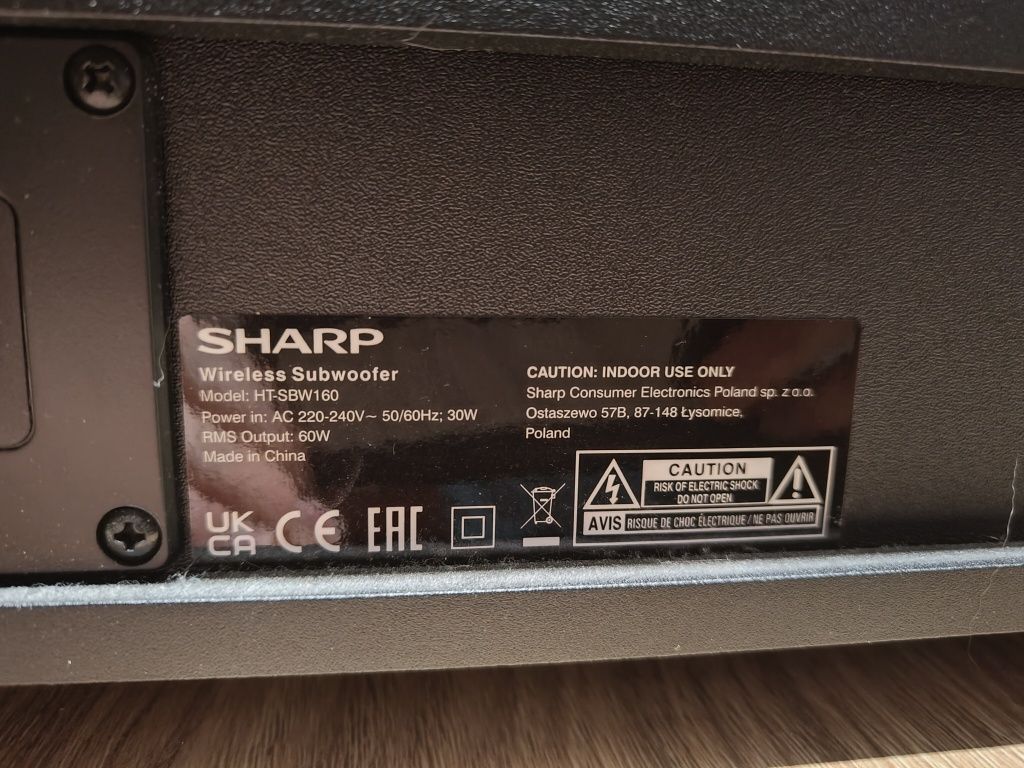 SHARP
Wireless Subwoofer
Model: HT-SBW160
Power in: AC 220-240V~ 50/60Hz; 30W
RMS Output: 60W
Made in China
CAUTION: INDOOR USE ONLY
Sharp Consumer Electronics Poland sp. z o.o.
Ostaszewo 57B, 87-148 Łysomice,
Poland
UK
CA
CE
EAC
CAUTION
RISK OF ELECTRIC SHOCK
DO NOT OPEN
AVIS RISQUE DE CHOC ÉLECTRIQUE / NE PAS OUVRIR